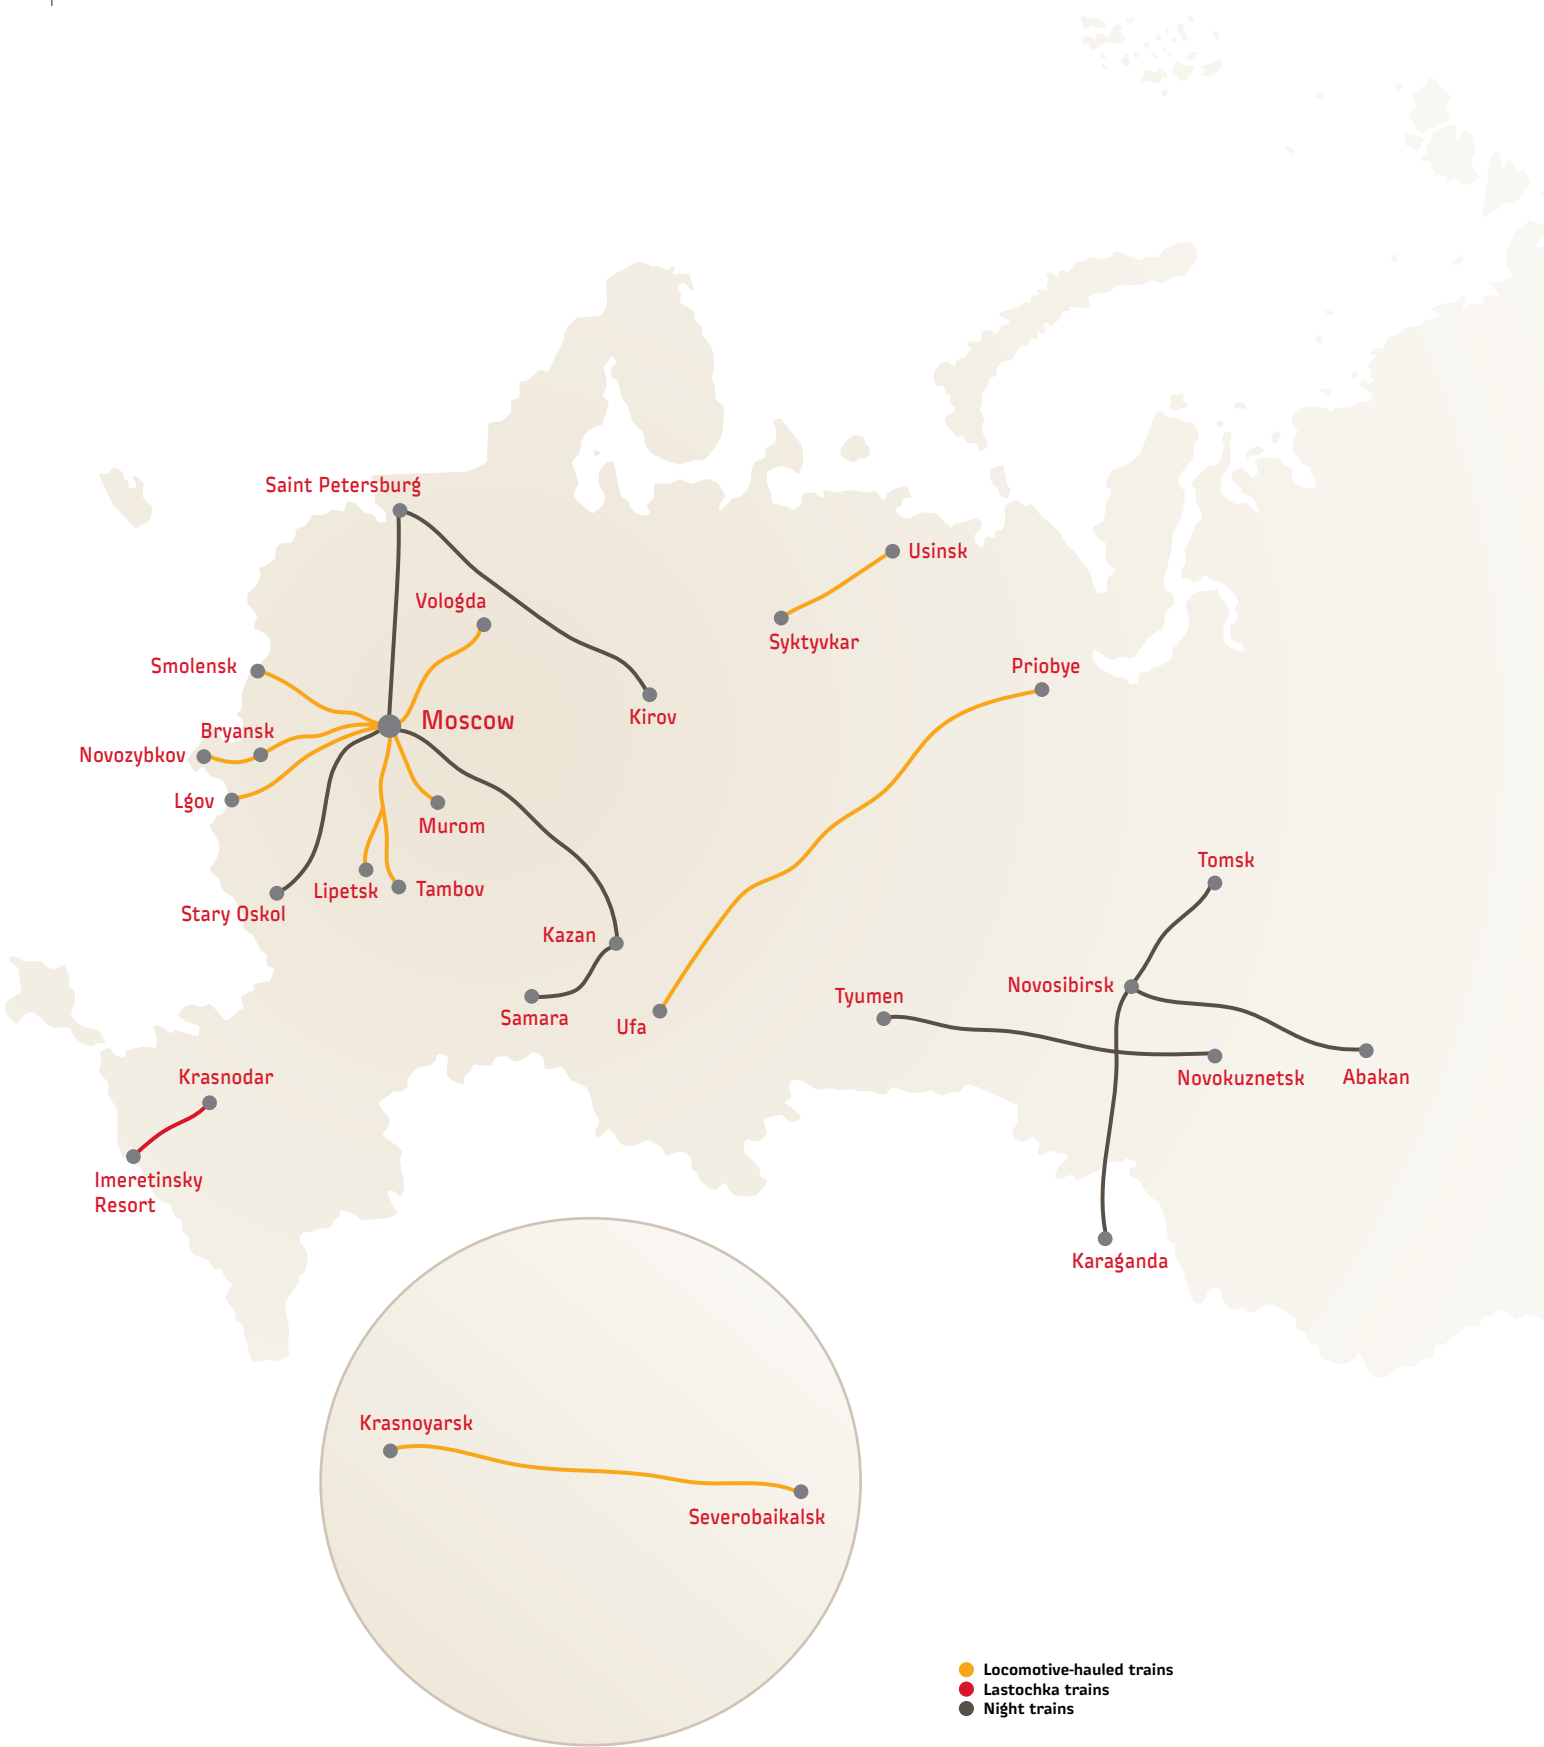 Saint Petersburg
Usinsk
Vologda
Syktyvkar
Smolensk
Priobye
Moscow
Kirov
Bryansk
Novozybkov
Lgov
Murom
Tomsk
Lipetsk
Tambov
Stary Oskol
Kazan
Novosibirsk
Tyumen
Samara
Ufa
Krasnodar
Novokuznetsk
Abakan
Imeretinsky
Resort
Karaganda
Krasnoyarsk
Severobaikalsk
Locomotive-hauled trains
Lastochka trains
Night trains